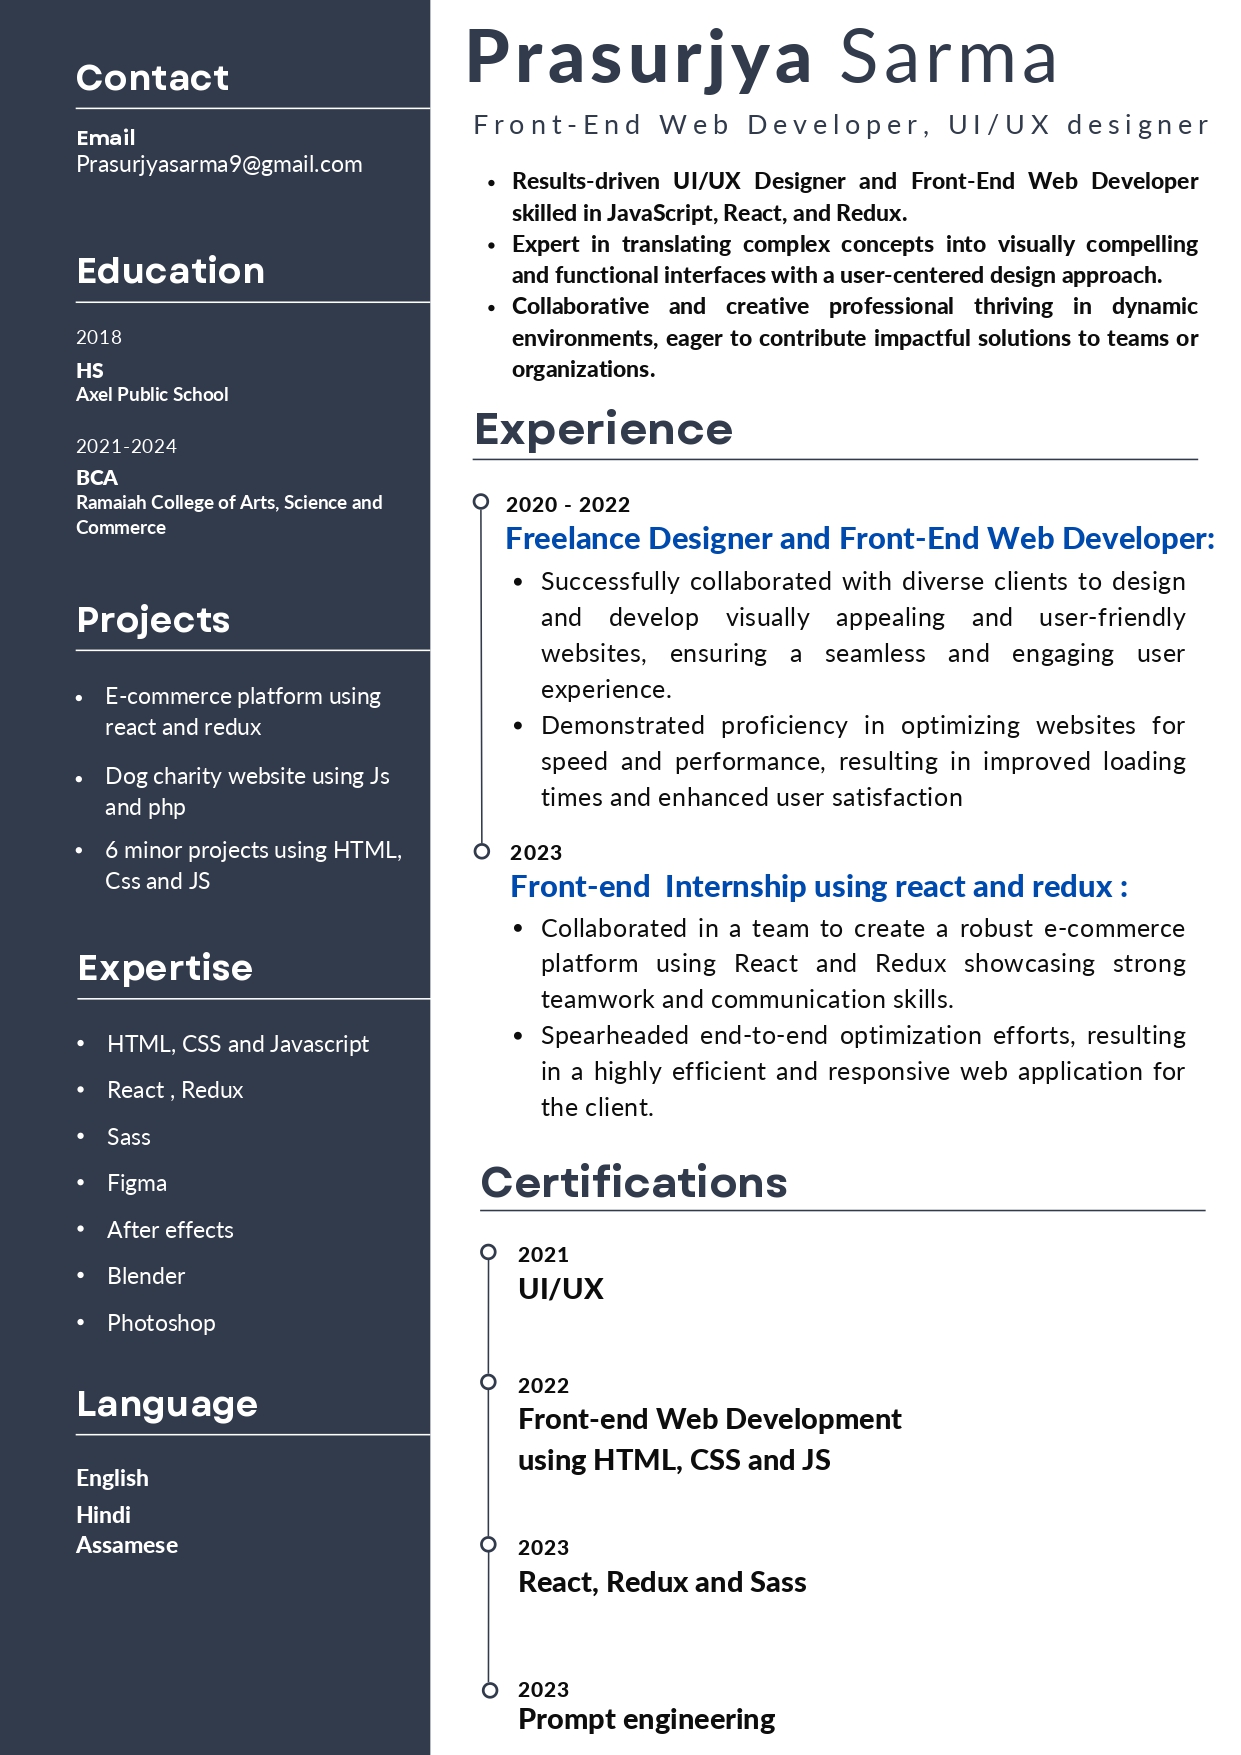 Contact
Email
Prasurjyasarma9@gmail.com
Education
2018
HS
Axel Public School
2021-2024
BCA
Ramaiah College of Arts, Science and
Commerce
Projects
• E-commerce platform using
react and redux
• Dog charity website using Js
and php
• 6 minor projects using HTML,
Css and JS
Expertise
• HTML, CSS and Javascript
• React , Redux
• Sass
• Figma
• After effects
• Blender
• Photoshop
Language
English
Hindi
Assamese
Prasurjya Sarma
Front-End Web Developer, UI/UX designer
• Results-driven UI/UX Designer and Front-End Web Developer
skilled in JavaScript, React, and Redux.
• Expert in translating complex concepts into visually compelling
and functional interfaces with a user-centered design approach.
• Collaborative and creative professional thriving in dynamic
environments, eager to contribute impactful solutions to teams or
organizations.
Experience
2020 - 2022
Freelance Designer and Front-End Web Developer:
• Successfully collaborated with diverse clients to design
and develop visually appealing and user-friendly
websites, ensuring a seamless and engaging user
experience.
• Demonstrated proficiency in optimizing websites for
speed and performance, resulting in improved loading
times and enhanced user satisfaction
2023
Front-end  Internship using react and redux :
• Collaborated in a team to create a robust e-commerce
platform using React and Redux showcasing strong
teamwork and communication skills.
• Spearheaded end-to-end optimization efforts, resulting
in a highly efficient and responsive web application for
the client.
Certifications
2021
UI/UX
2022
Front-end Web Development
using HTML, CSS and JS
2023
React, Redux and Sass
2023
Prompt engineering